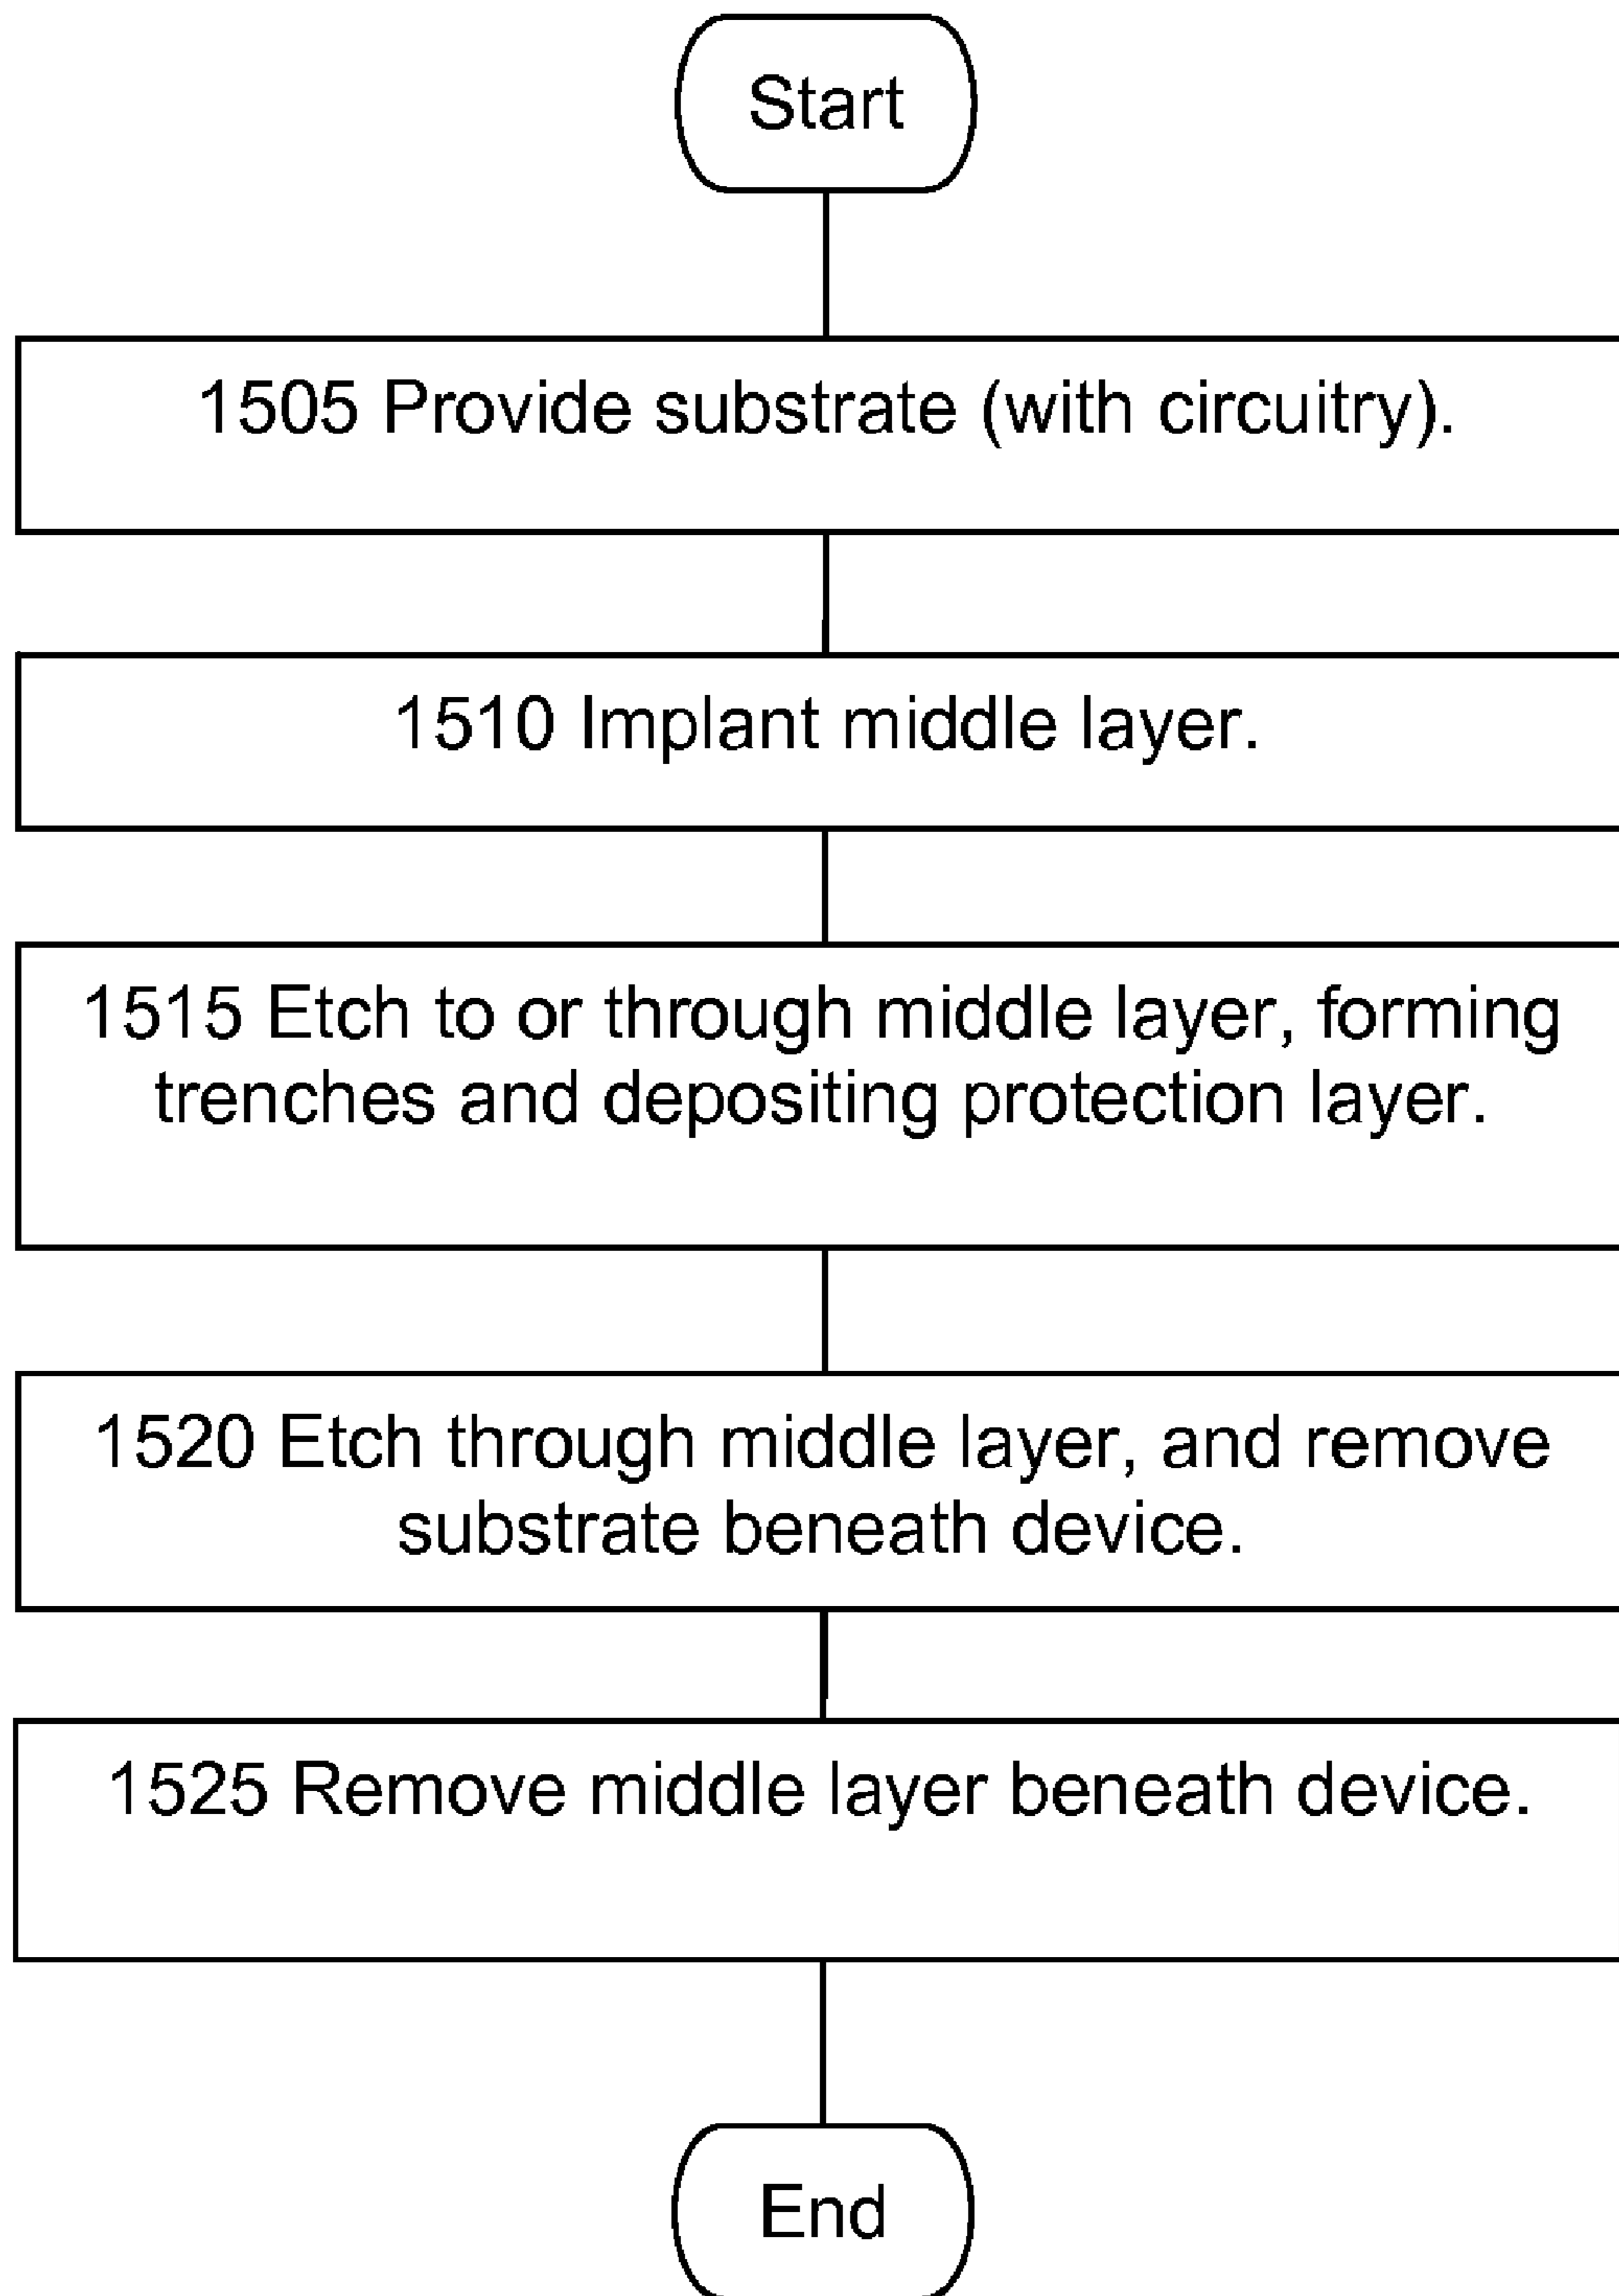 Start
1505 Provide substrate (with circuitry).
1510 Implant middle layer.
1515 Etch to or through middle layer, forming
trenches and depositing protection layer.
1520 Etch through middle layer, and remove
substrate beneath device.
1525 Remove middle layer beneath device.
End